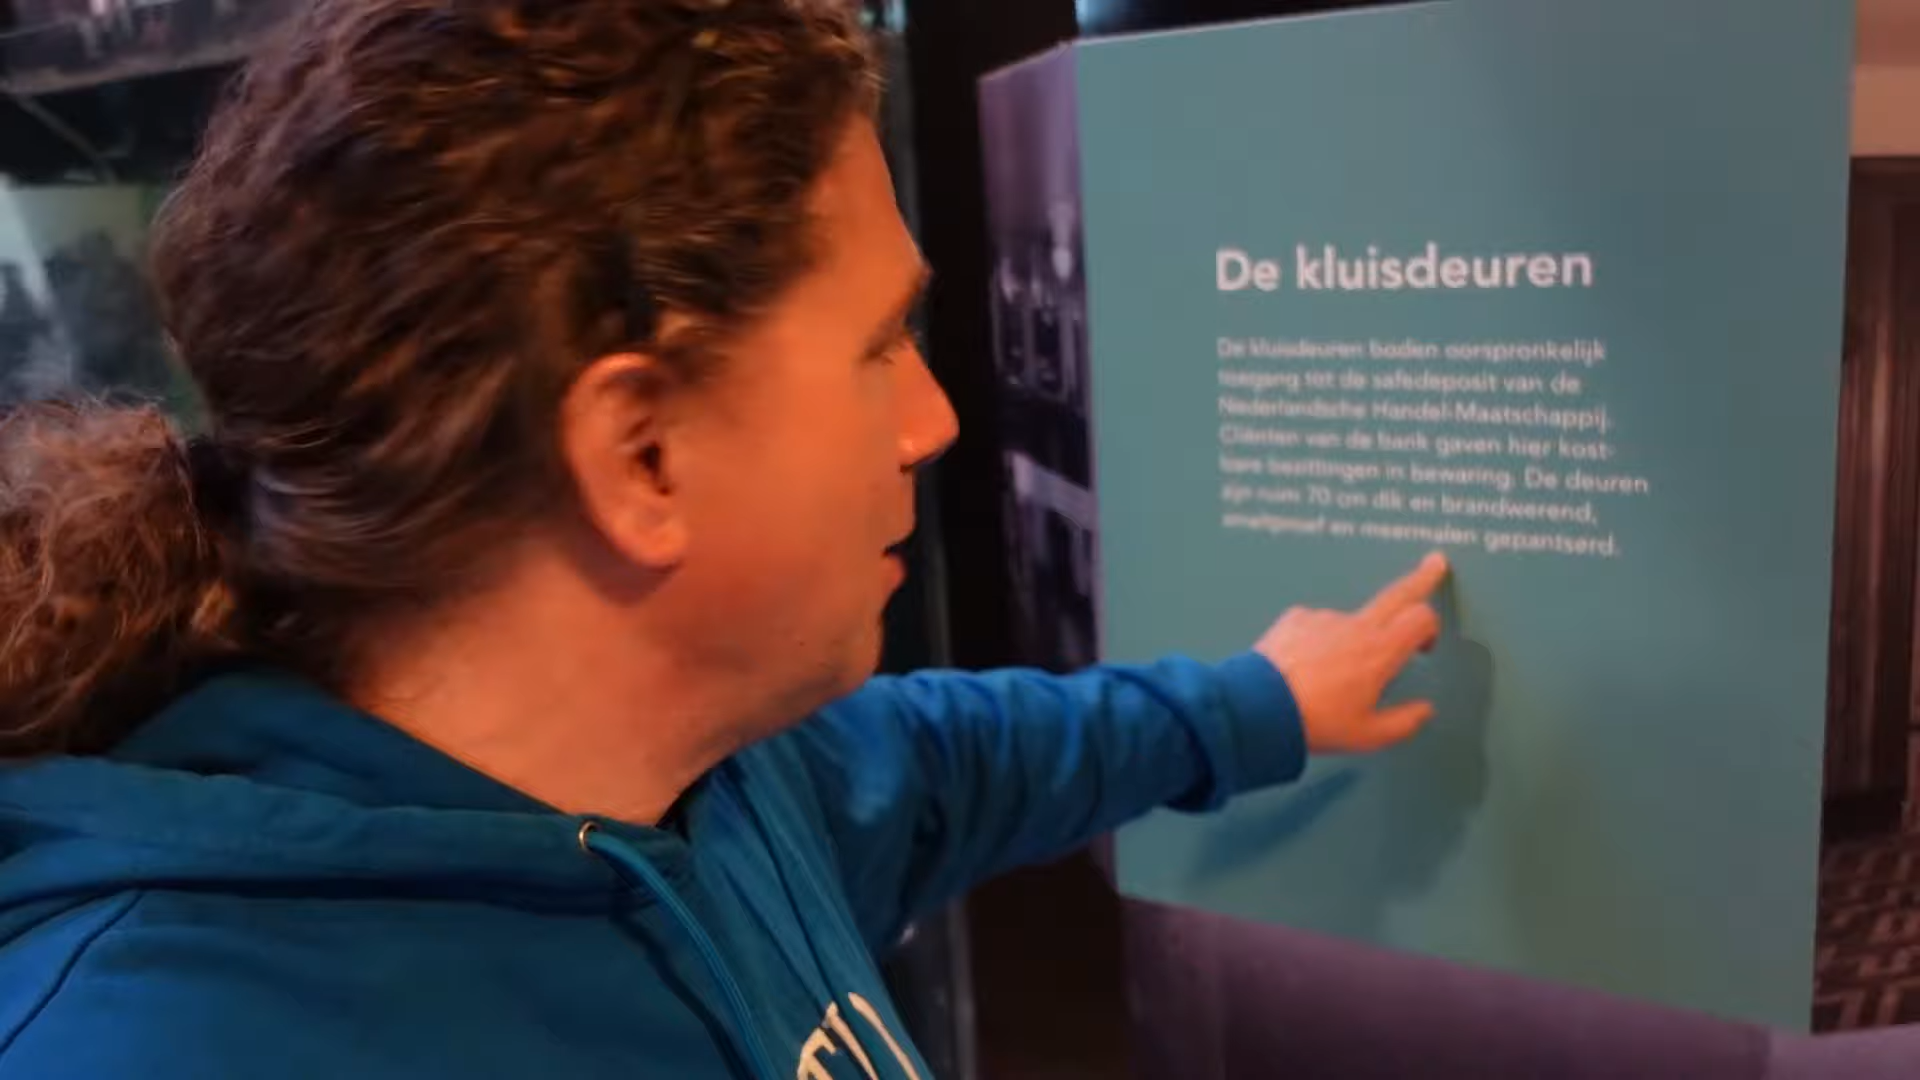 De kluisdeuren
De kluisdeuren boden oorspronkelijk
toegang tot de safedeposit van de
Nederlandsche Handel-Maatschappij.
Cliënten van de bank gaven hier kost-
bare bezittingen in bewaring. De deuren
zijn ruim 70 cm dik en brandwerend,
en meermalen gepantserd.